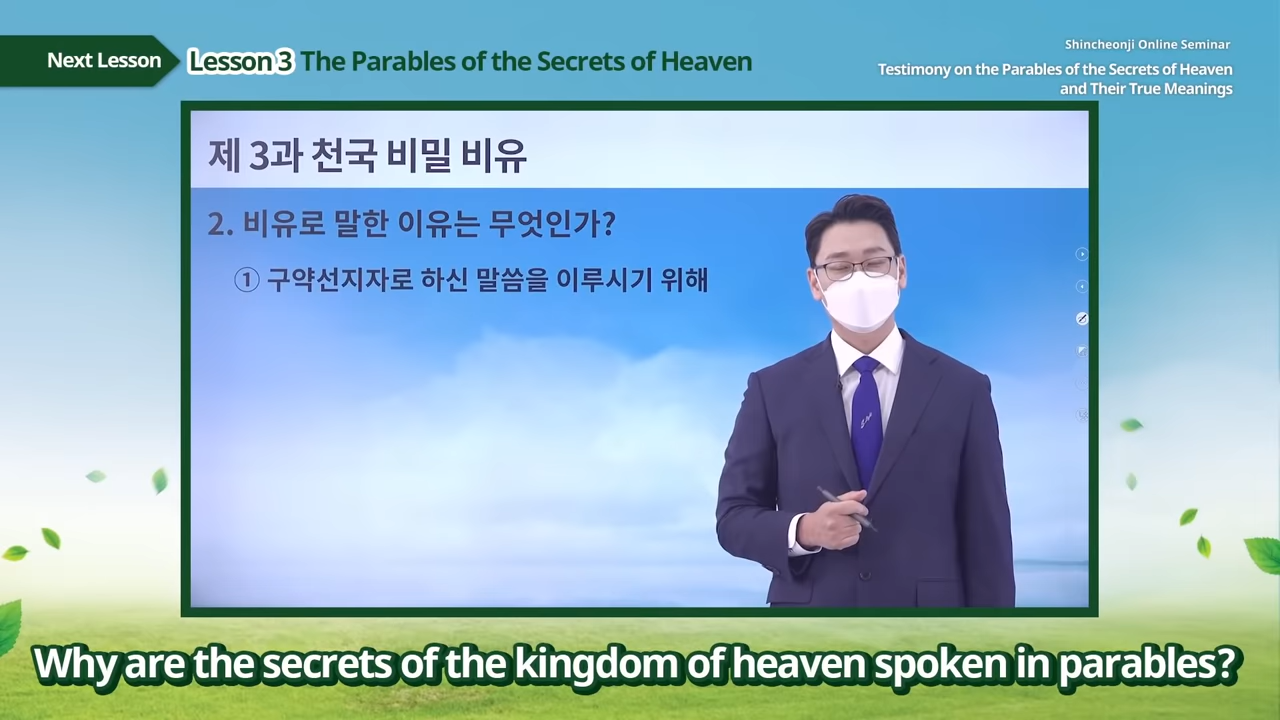 Next Lesson
Lesson 3 The Parables of the Secrets of Heaven
Shincheonji Online Seminar
Testimony on the Parables of the Secrets of Heaven
and Their True Meanings
제 3과 천국 비밀 비유
2. 비유로 말한 이유는 무엇인가?
① 구약선지자로 하신 말씀을 이루시기 위해
Why are the secrets of the kingdom of heaven spoken in parables?